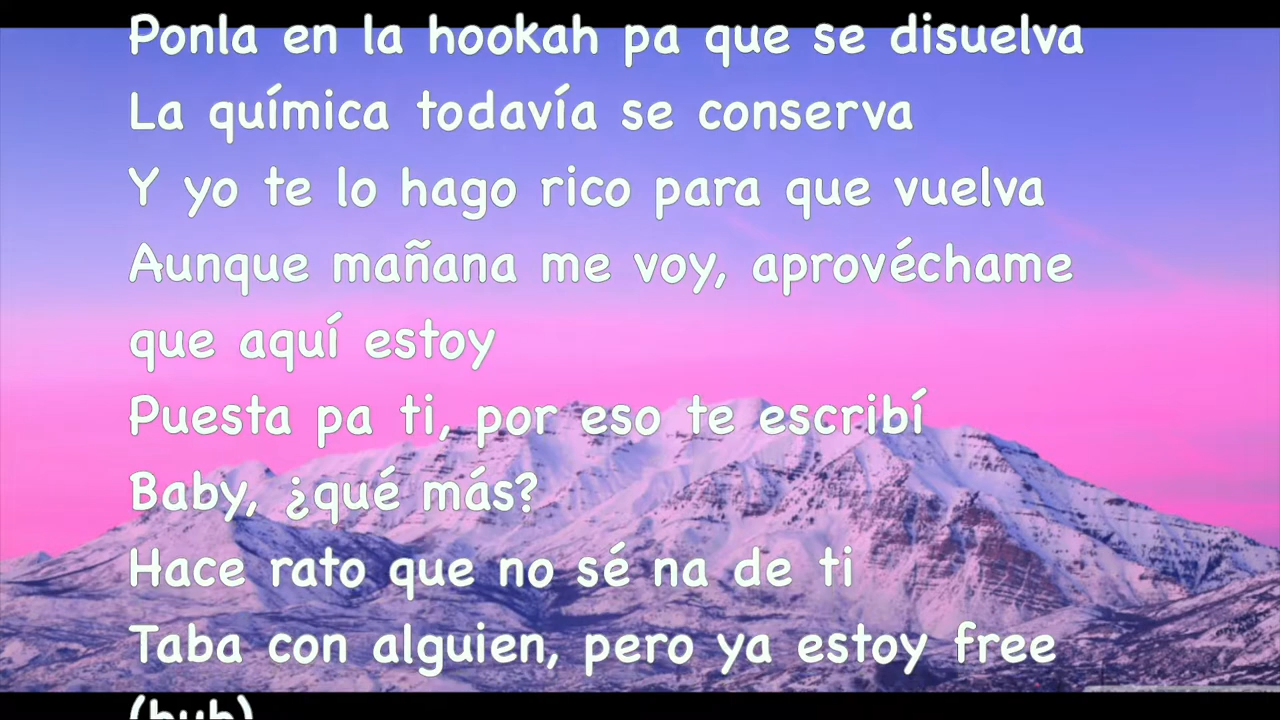 Ponla en la hookah pa que se disuelva
La química todavía se conserva
Y yo te lo hago rico para que vuelva
Aunque mañana me voy, aprovéchame
que aquí estoy
Puesta pa ti, por eso te escribí
Baby, ¿qué más?
Hace rato que no sé na de ti
Taba con alguien, pero ya estoy free